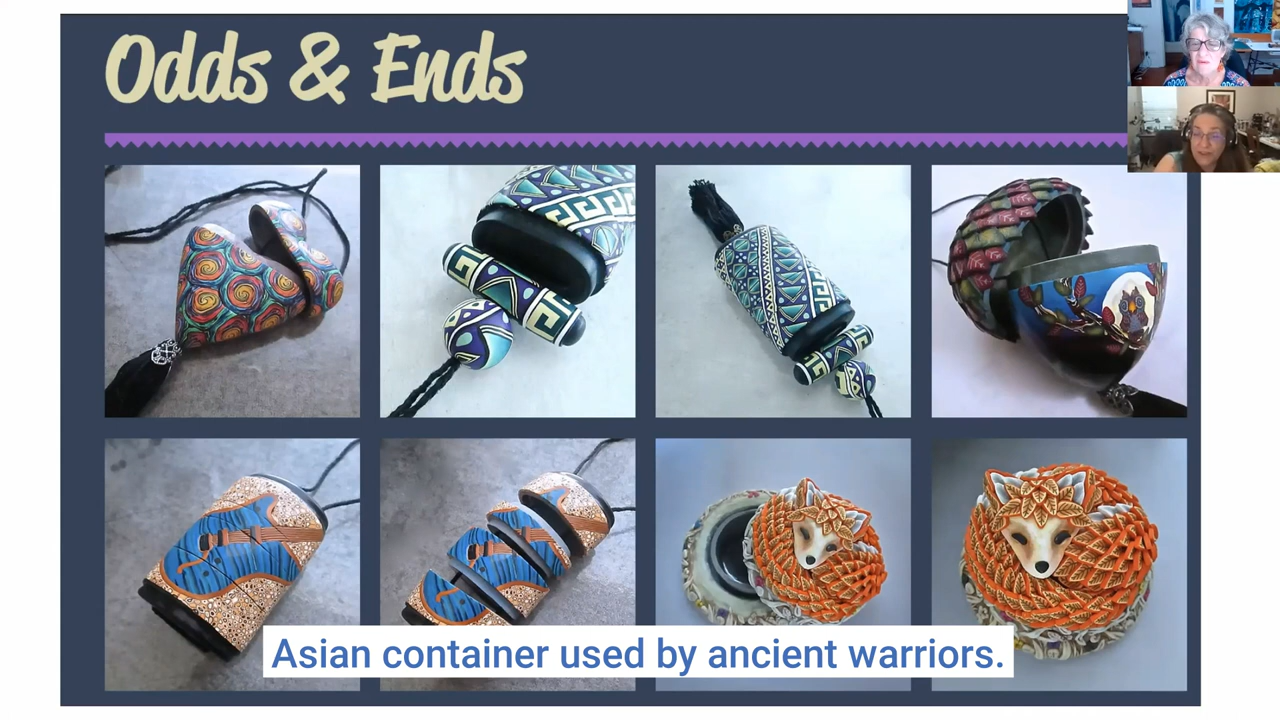 Odds & Ends
Asian container used by ancient warriors.